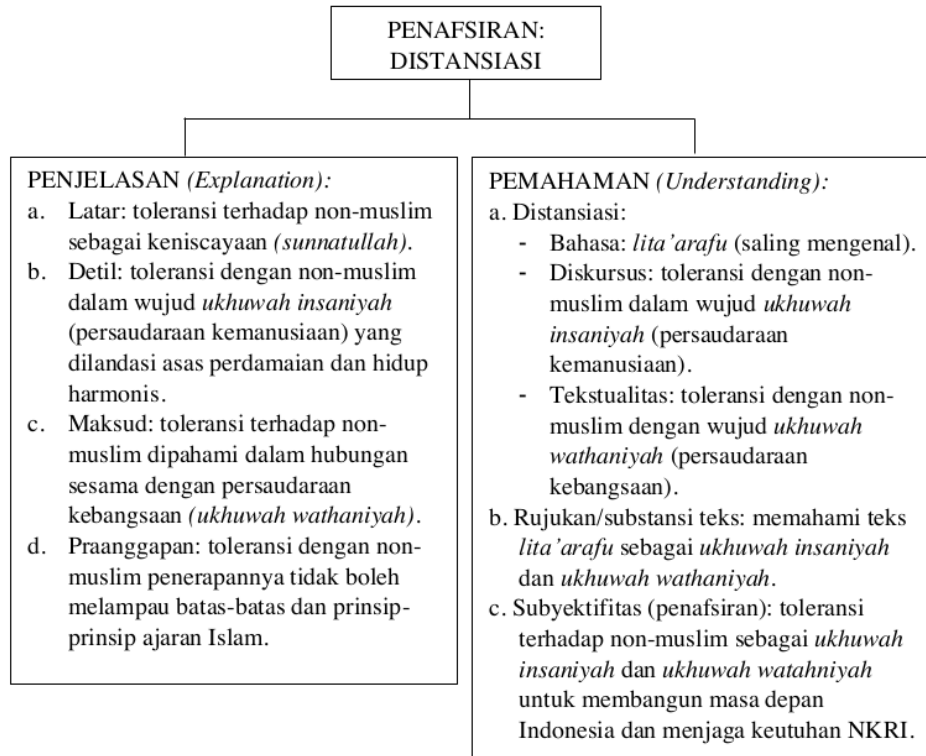 PENAFSIRAN:
DISTANSIASI
PENJELASAN (Explanation):
a. Latar: toleransi terhadap non-muslim
sebagai keniscayaan (sunnatullah).
b. Detil: toleransi dengan non-muslim
dalam wujud ukhuwah insaniyah
(persaudaraan kemanusiaan) yang
dilandasi asas perdamaian dan hidup
harmonis.
c. Maksud: toleransi terhadap non-
muslim dipahami dalam hubungan
sesama dengan persaudaraan
kebangsaan (ukhuwah wathaniyah).
d. Praanggapan: toleransi dengan non-
muslim penerapannya tidak boleh
melampau batas-batas dan prinsip-
prinsip ajaran Islam.
PEMAHAMAN (Understanding):
a. Distansiasi:
- Bahasa: lita’arafu (saling mengenal).
- Diskursus: toleransi dengan non-
muslim dalam wujud ukhuwah
insaniyah (persaudaraan
kemanusiaan).
- Tekstualitas: toleransi dengan non-
muslim dengan wujud ukhuwah
wathaniyah (persaudaraan
kebangsaan).
b. Rujukan/substansi teks: memahami teks
lita’arafu sebagai ukhuwah insaniyah
dan ukhuwah wathaniyah.
c. Subyektifitas (penafsiran): toleransi
terhadap non-muslim sebagai ukhuwah
insaniyah dan ukhuwah watahniyah
untuk membangun masa depan
Indonesia dan menjaga keutuhan NKRI.